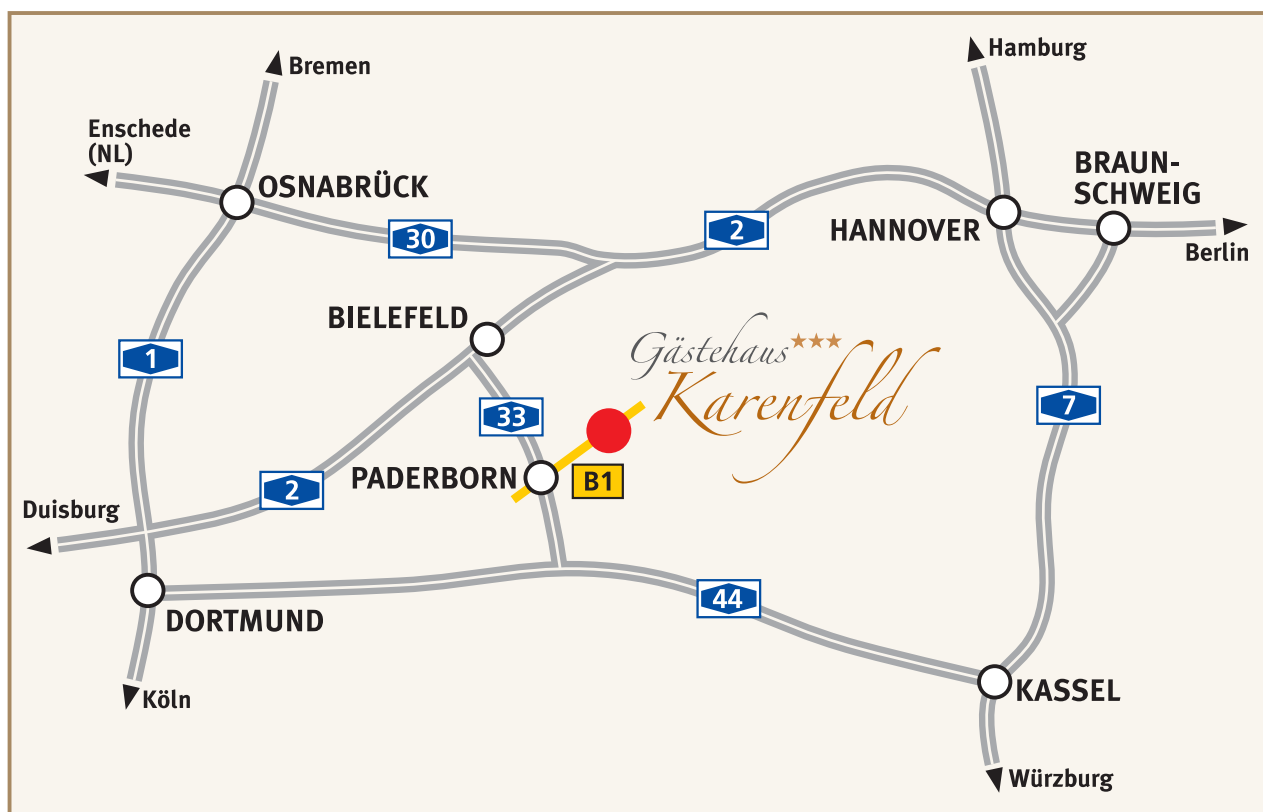 Bremen
Hamburg
Enschede
(NL)
OSNABRÜCK
BRAUN-
SCHWEIG
30
2
HANNOVER
Berlin
BIELEFELD
Gästehaus
Karenfeld
1
33
7
PADERBORN
B1
2
Duisburg
44
DORTMUND
Köln
KASSEL
Würzburg